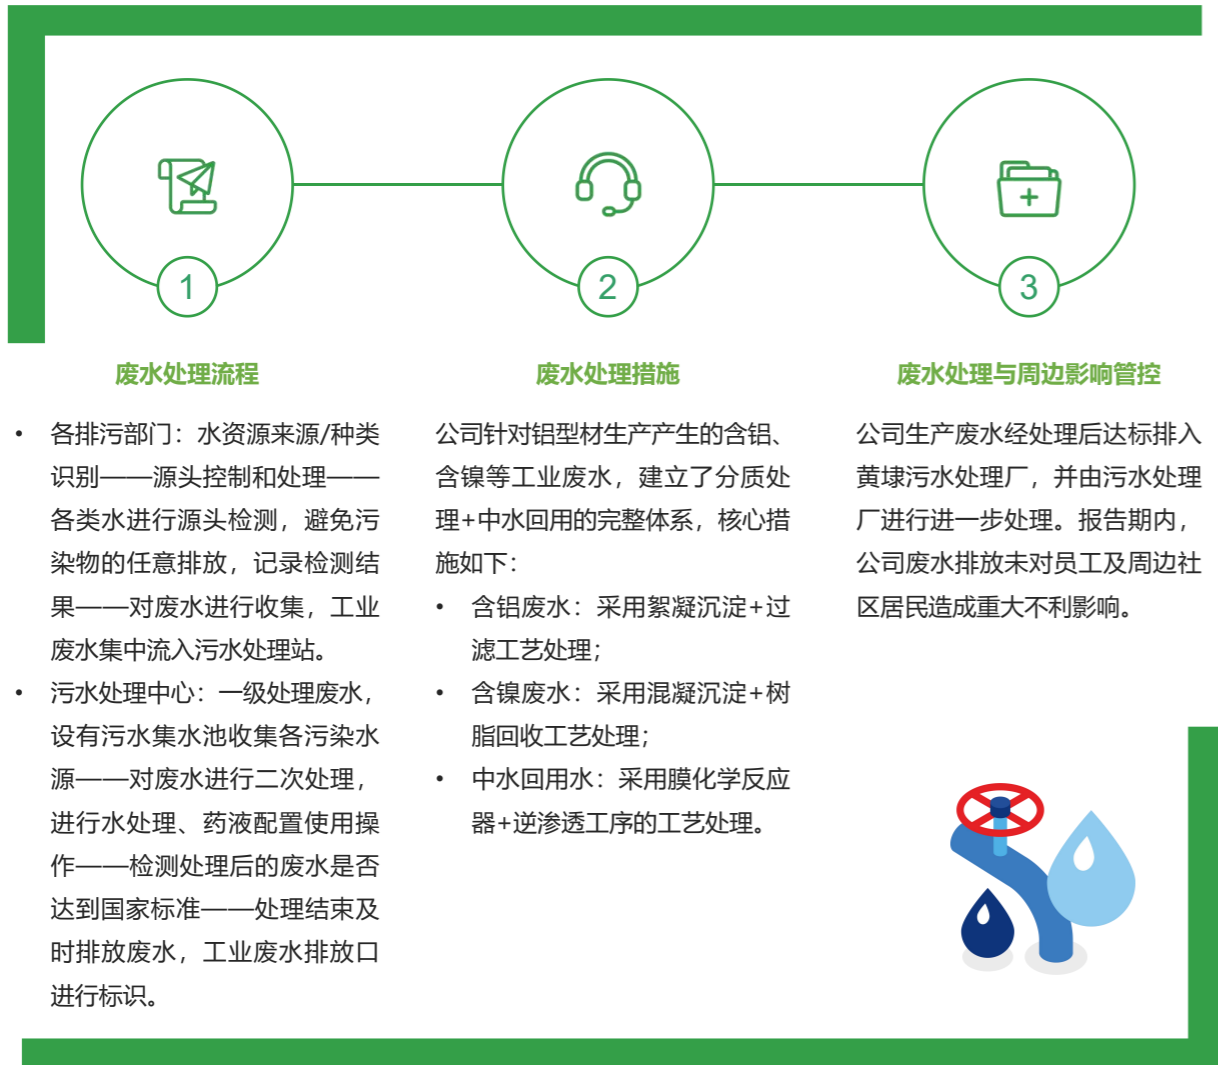 1
2
3
废水处理流程
• 各排污部门：水资源来源/种类
识别——源头控制和处理——
各类水进行源头检测，避免污
染物的任意排放，记录检测结
果——对废水进行收集，工业
废水集中流入污水处理站。
• 污水处理中心：一级处理废水，
设有污水集水池收集各污染水
源——对废水进行二次处理，
进行水处理、药液配置使用操
作——检测处理后的废水是否
达到国家标准——处理结束及
时排放废水，工业废水排放口
进行标识。
废水处理措施
公司针对铝型材生产产生的含铝、
含镍等工业废水，建立了分质处
理+中水回用的完整体系，核心措
施如下：
• 含铝废水：采用絮凝沉淀+过
滤工艺处理；
• 含镍废水：采用混凝沉淀+树
脂回收工艺处理；
• 中水回用水：采用膜化学反应
器+逆渗透工序的工艺处理。
废水处理与周边影响管控
公司生产废水经处理后达标排入
黄埭污水处理厂，并由污水处理
厂进行进一步处理。报告期内，
公司废水排放未对员工及周边社
区居民造成重大不利影响。